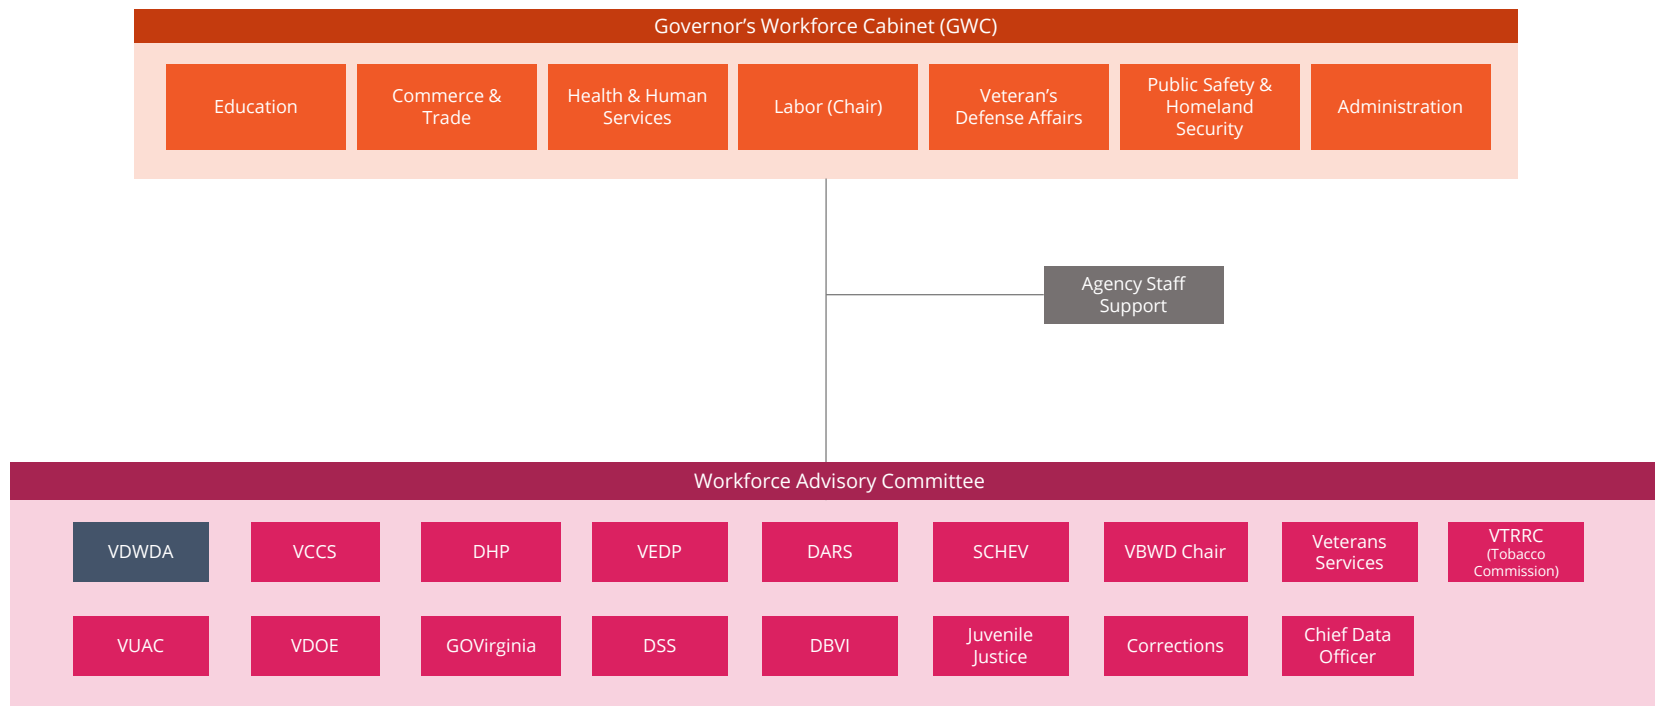 Governor’s Workforce Cabinet (GWC)
Education
Commerce &
Trade
Health & Human
Services
Labor (Chair)
Veteran’s
Defense Affairs
Public Safety &
Homeland
Security
Administration
Agency Staff
Support
Workforce Advisory Committee
VDWDA
VCCS
DHP
VEDP
DARS
SCHEV
VBWD Chair
Veterans
Services
VTRRC
(Tobacco
Commission)
VUAC
VDOE
GOVirginia
DSS
DBVI
Juvenile
Justice
Corrections
Chief Data
Officer